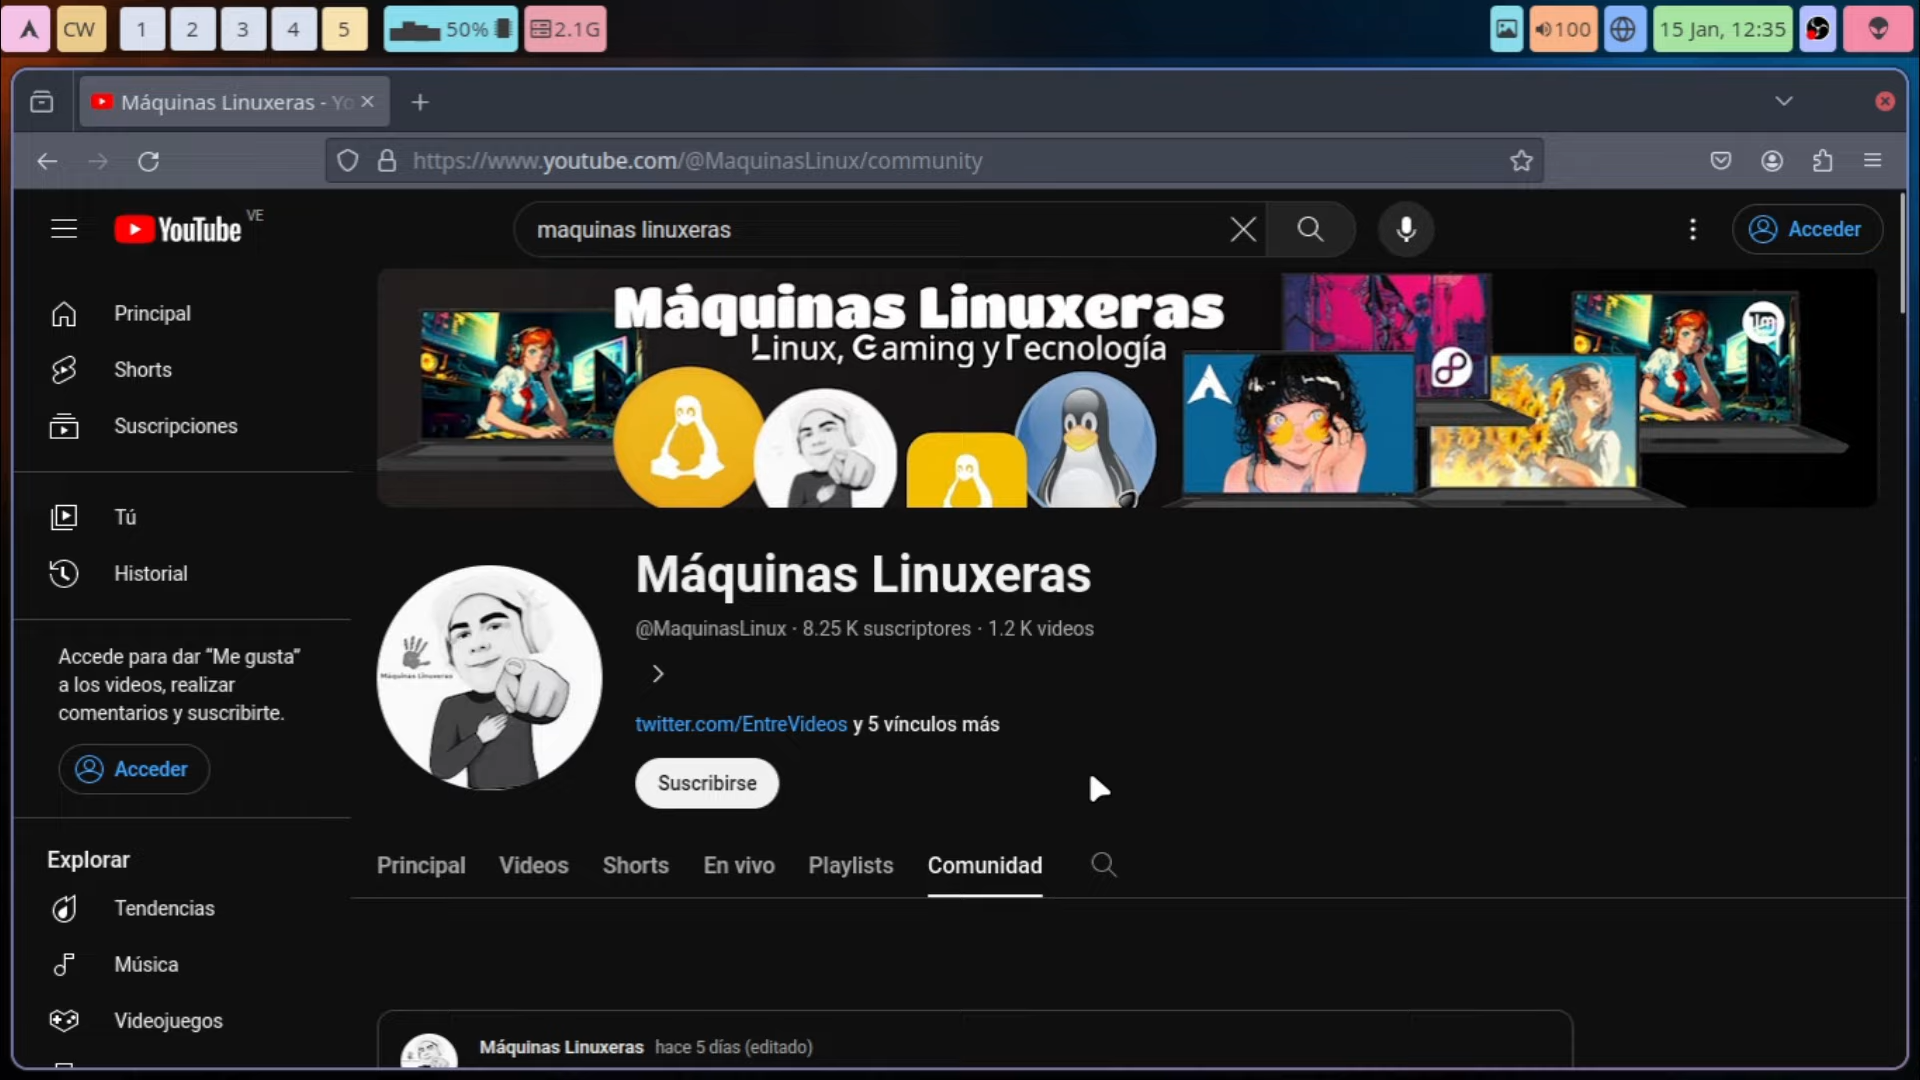 CW
1
2
3
4
5
50%
2.1G
100
15 Jan, 12:35
Máquinas Linuxeras - Yo
https://www.youtube.com/@MaquinasLinux/community
YouTube VE
maquinas linuxeras
Acceder
Principal
Shorts
Suscripciones
Tú
Historial
Accede para dar “Me gusta”
a los videos, realizar
comentarios y suscribirte.
Acceder
Explorar
Tendencias
Música
Videojuegos
Máquinas Linuxeras
Linux, Gaming y Tecnología
Máquinas Linuxeras
Máquinas Linuxeras
@MaquinasLinux · 8.25 K suscriptores · 1.2 K videos
twitter.com/EntreVideos y 5 vínculos más
Suscribirse
Principal
Videos
Shorts
En vivo
Playlists
Comunidad
Máquinas Linuxeras hace 5 días (editado)